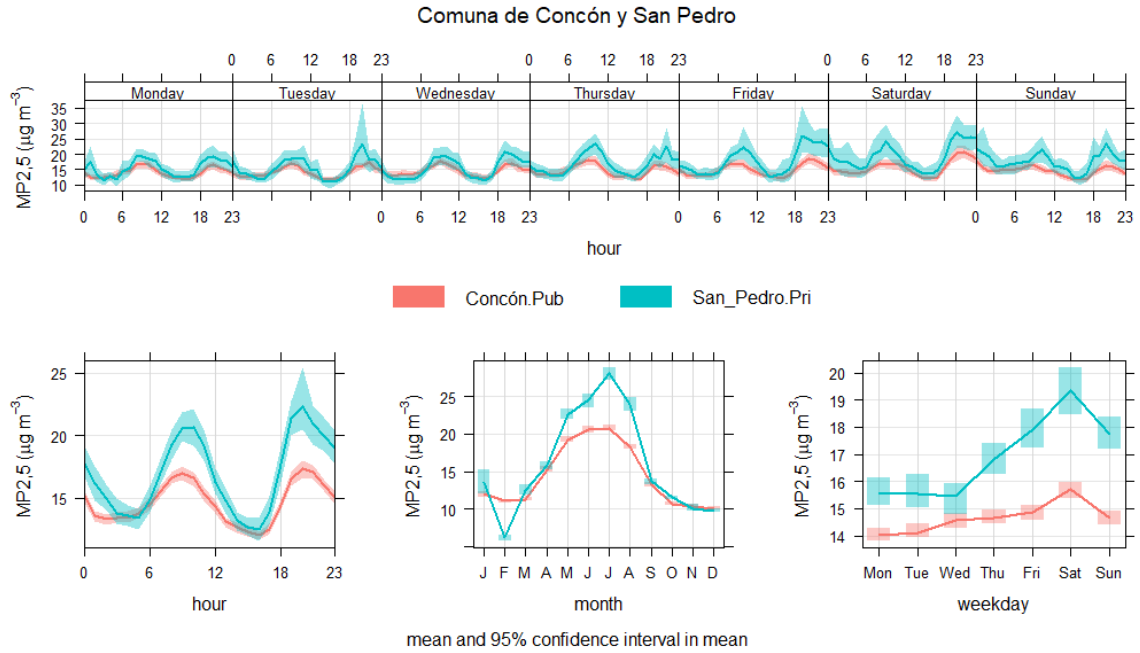 Comuna de Concón y San Pedro
0 6 12 18 23 0 6 12 18 23 0 6 12 18 23
Monday Tuesday Wednesday Thursday Friday Saturday Sunday
MP2,5 (µg m⁻³)
35
30
25
20
15
10
0 6 12 18 23 0 6 12 18 23 0 6 12 18 23 0 6 12 18 23
hour
Concón.Pub San_Pedro.Pri
MP2,5 (µg m⁻³)
25
20
15
0 6 12 18 23
hour
MP2,5 (µg m⁻³)
25
20
15
10
J F M A M J J A S O N D
month
MP2,5 (µg m⁻³)
20
19
18
17
16
15
14
Mon Tue Wed Thu Fri Sat Sun
weekday
mean and 95% confidence interval in mean